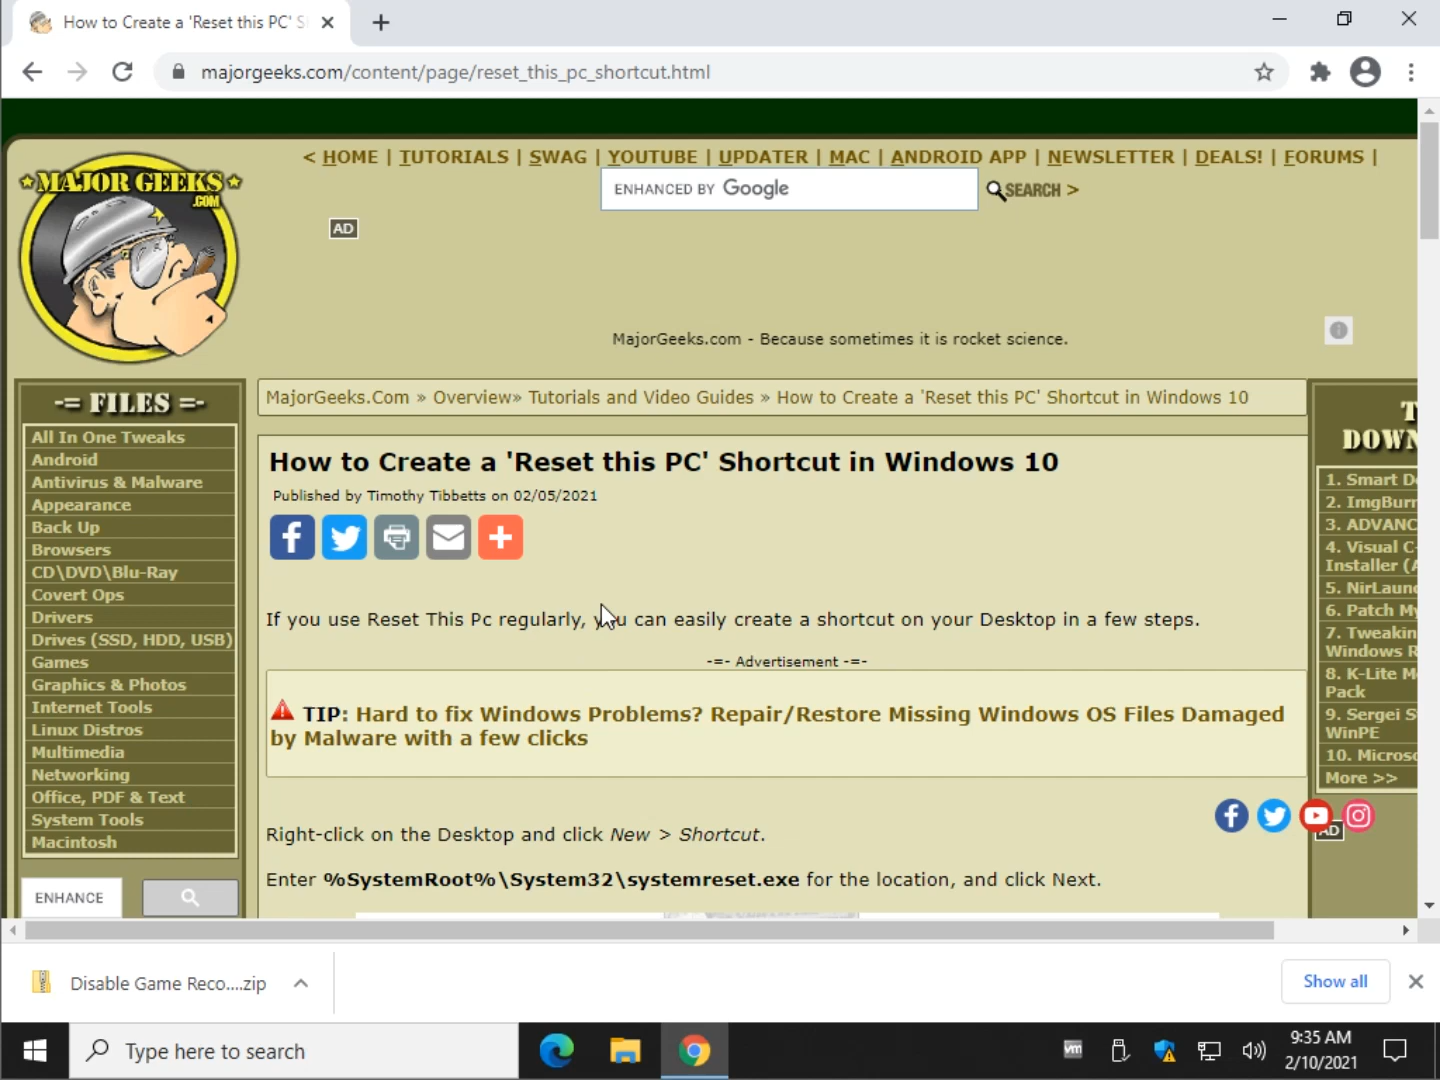 How to Create a 'Reset this PC' S
majorgeeks.com/content/page/reset_this_pc_shortcut.html
MAJOR GEEKS
.COM
< HOME | TUTORIALS | SWAG | YOUTUBE | UPDATER | MAC | ANDROID APP | NEWSLETTER | DEALS! | FORUMS |
ENHANCED BY Google
SEARCH >
AD
MajorGeeks.com - Because sometimes it is rocket science.
-= FILES =-
All In One Tweaks
Android
Antivirus & Malware
Appearance
Back Up
Browsers
CD\DVD\Blu-Ray
Covert Ops
Drivers
Drives (SSD, HDD, USB)
Games
Graphics & Photos
Internet Tools
Linux Distros
Multimedia
Networking
Office, PDF & Text
System Tools
Macintosh
ENHANCE
MajorGeeks.Com » Overview» Tutorials and Video Guides » How to Create a 'Reset this PC' Shortcut in Windows 10
How to Create a 'Reset this PC' Shortcut in Windows 10
Published by Timothy Tibbetts on 02/05/2021
If you use Reset This Pc regularly, you can easily create a shortcut on your Desktop in a few steps.
-=- Advertisement -=-
TIP: Hard to fix Windows Problems? Repair/Restore Missing Windows OS Files Damaged
by Malware with a few clicks
Right-click on the Desktop and click New > Shortcut.
Enter %SystemRoot%\System32\systemreset.exe for the location, and click Next.
T
DOWN
1. Smart D
2. ImgBurn
3. ADVANC
4. Visual C
Installer (A
5. NirLaun
6. Patch My
7. Tweakin
Windows R
8. K-Lite M
Pack
9. Sergei S
WinPE
10. Microso
More >>
AD
Disable Game Reco....zip
Show all
Type here to search
vm
9:35 AM
2/10/2021